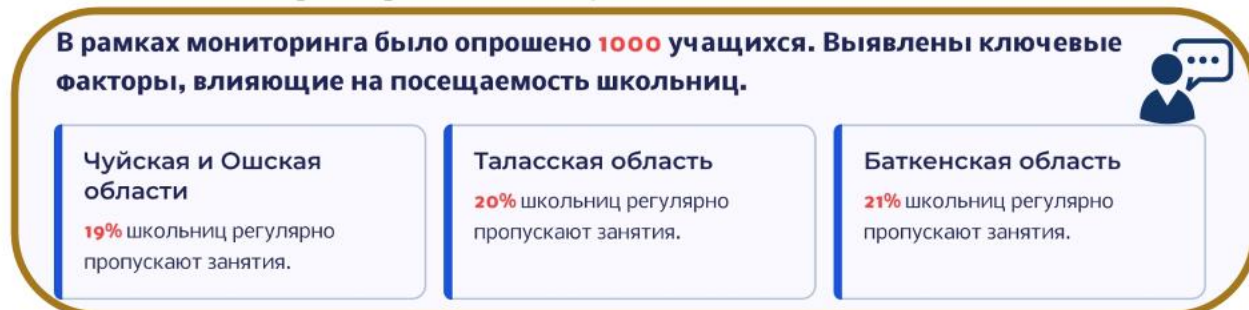 В рамках мониторинга было опрошено 1000 учащихся. Выявлены ключевые
факторы, влияющие на посещаемость школьниц.
Чуйская и Ошская
области
19% школьниц регулярно
пропускают занятия.
Таласская область
20% школьниц регулярно
пропускают занятия.
Баткенская область
21% школьниц регулярно
пропускают занятия.